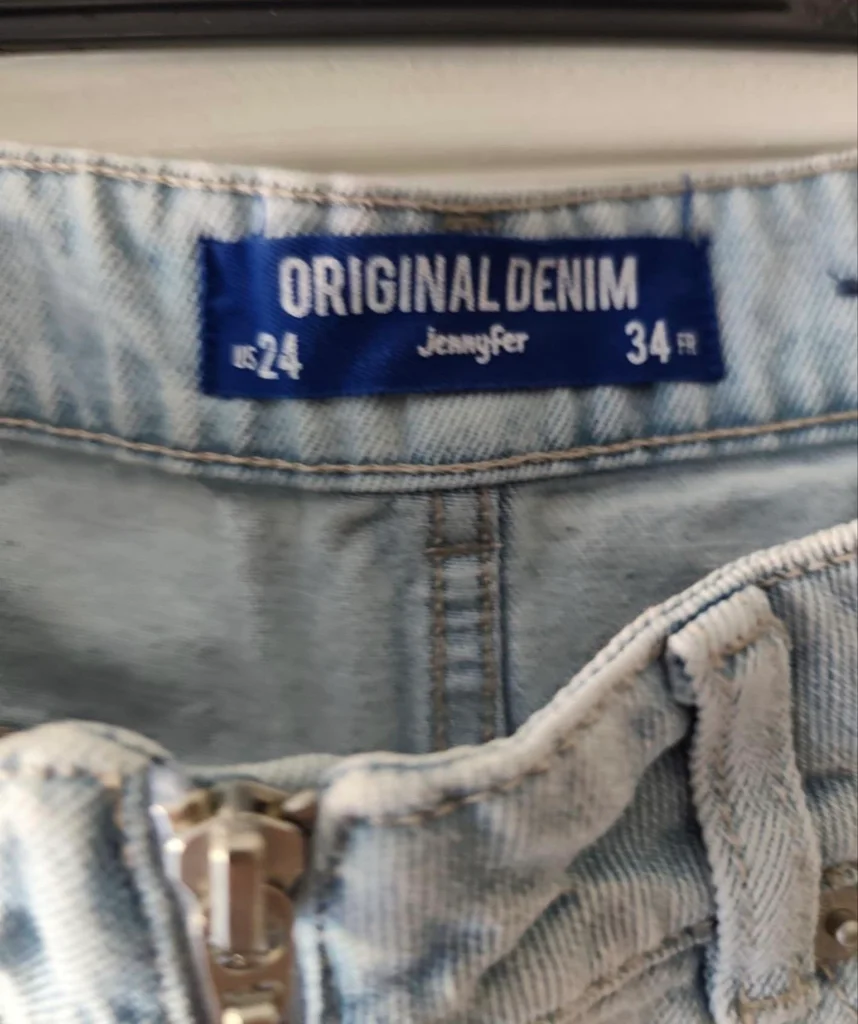 ORIGINAL DENIM
jennyfer
US 24 34 FR